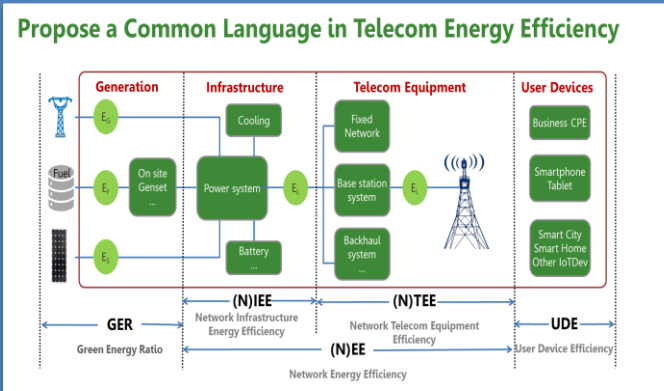 Propose a Common Language in Telecom Energy Efficiency
Generation
Infrastructure
Telecom Equipment
User Devices
EG
Cooling
Fixed
Network
Business CPE
Fuel
EF
On site
Genset
...
Power system
EL
Base station
system
EL
Smartphone
Tablet
ES
Battery
...
Backhaul
system
...
Smart City
Smart Home
Other IoTDev
(N)IEE
Network Infrastructure
Energy Efficiency
(N)TEE
Network Telecom Equipment
Efficiency
GER
Green Energy Ratio
UDE
User Device Efficiency
(N)EE
Network Energy Efficiency